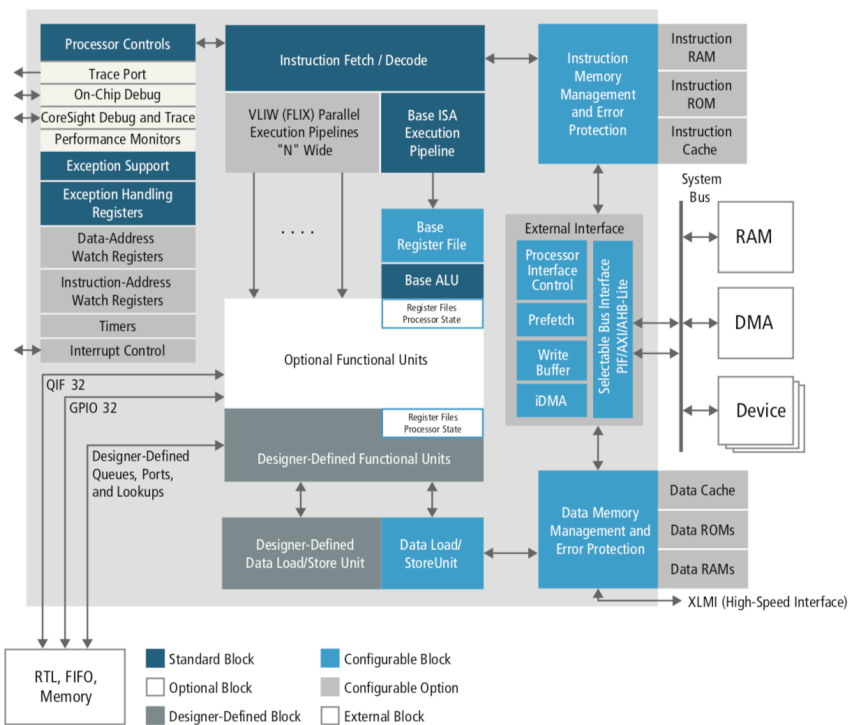 Processor Controls
Trace Port
On-Chip Debug
CoreSight Debug and Trace
Performance Monitors
Exception Support
Exception Handling
Registers
Data-Address
Watch Registers
Instruction-Address
Watch Registers
Timers
Interrupt Control
Instruction Fetch / Decode
VLIW (FLIX) Parallel
Execution Pipelines
"N" Wide
Base ISA
Execution
Pipeline
. . . .
Base
Register File
Base ALU
Register Files
Processor State
Optional Functional Units
Register Files
Processor State
Designer-Defined Functional Units
Designer-Defined
Data Load/Store Unit
Data Load/
StoreUnit
Instruction
Memory
Management
and Error
Protection
Instruction
RAM
Instruction
ROM
Instruction
Cache
External Interface
Processor
Interface
Control
Prefetch
Write
Buffer
iDMA
Selectable Bus Interface
PIF/AXI/AHB-Lite
System
Bus
RAM
DMA
Device
Data Memory
Management and
Error Protection
Data Cache
Data ROMs
Data RAMs
XLMI (High-Speed Interface)
QIF 32
GPIO 32
Designer-Defined
Queues, Ports,
and Lookups
RTL, FIFO,
Memory
Standard Block
Optional Block
Designer-Defined Block
Configurable Block
Configurable Option
External Block